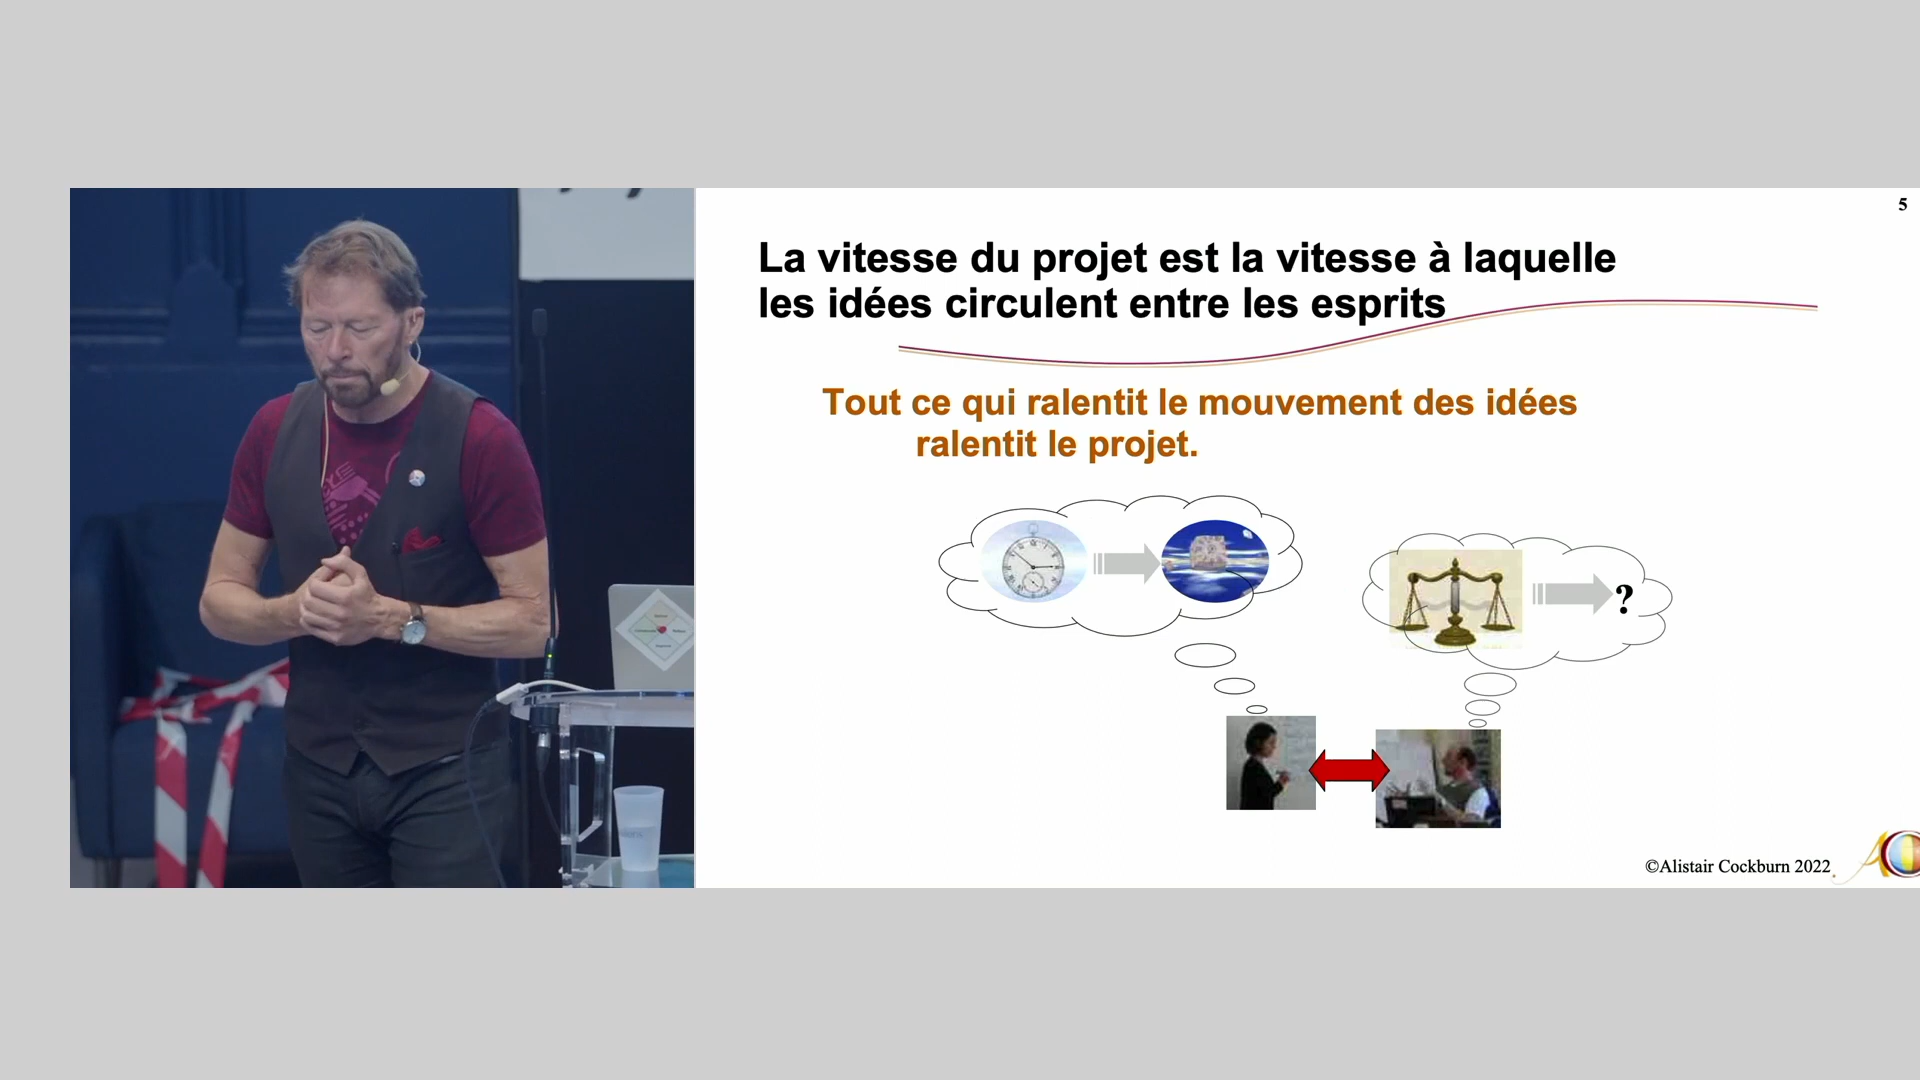 5
La vitesse du projet est la vitesse à laquelle
les idées circulent entre les esprits
Tout ce qui ralentit le mouvement des idées
ralentit le projet.
?
©Alistair Cockburn 2022